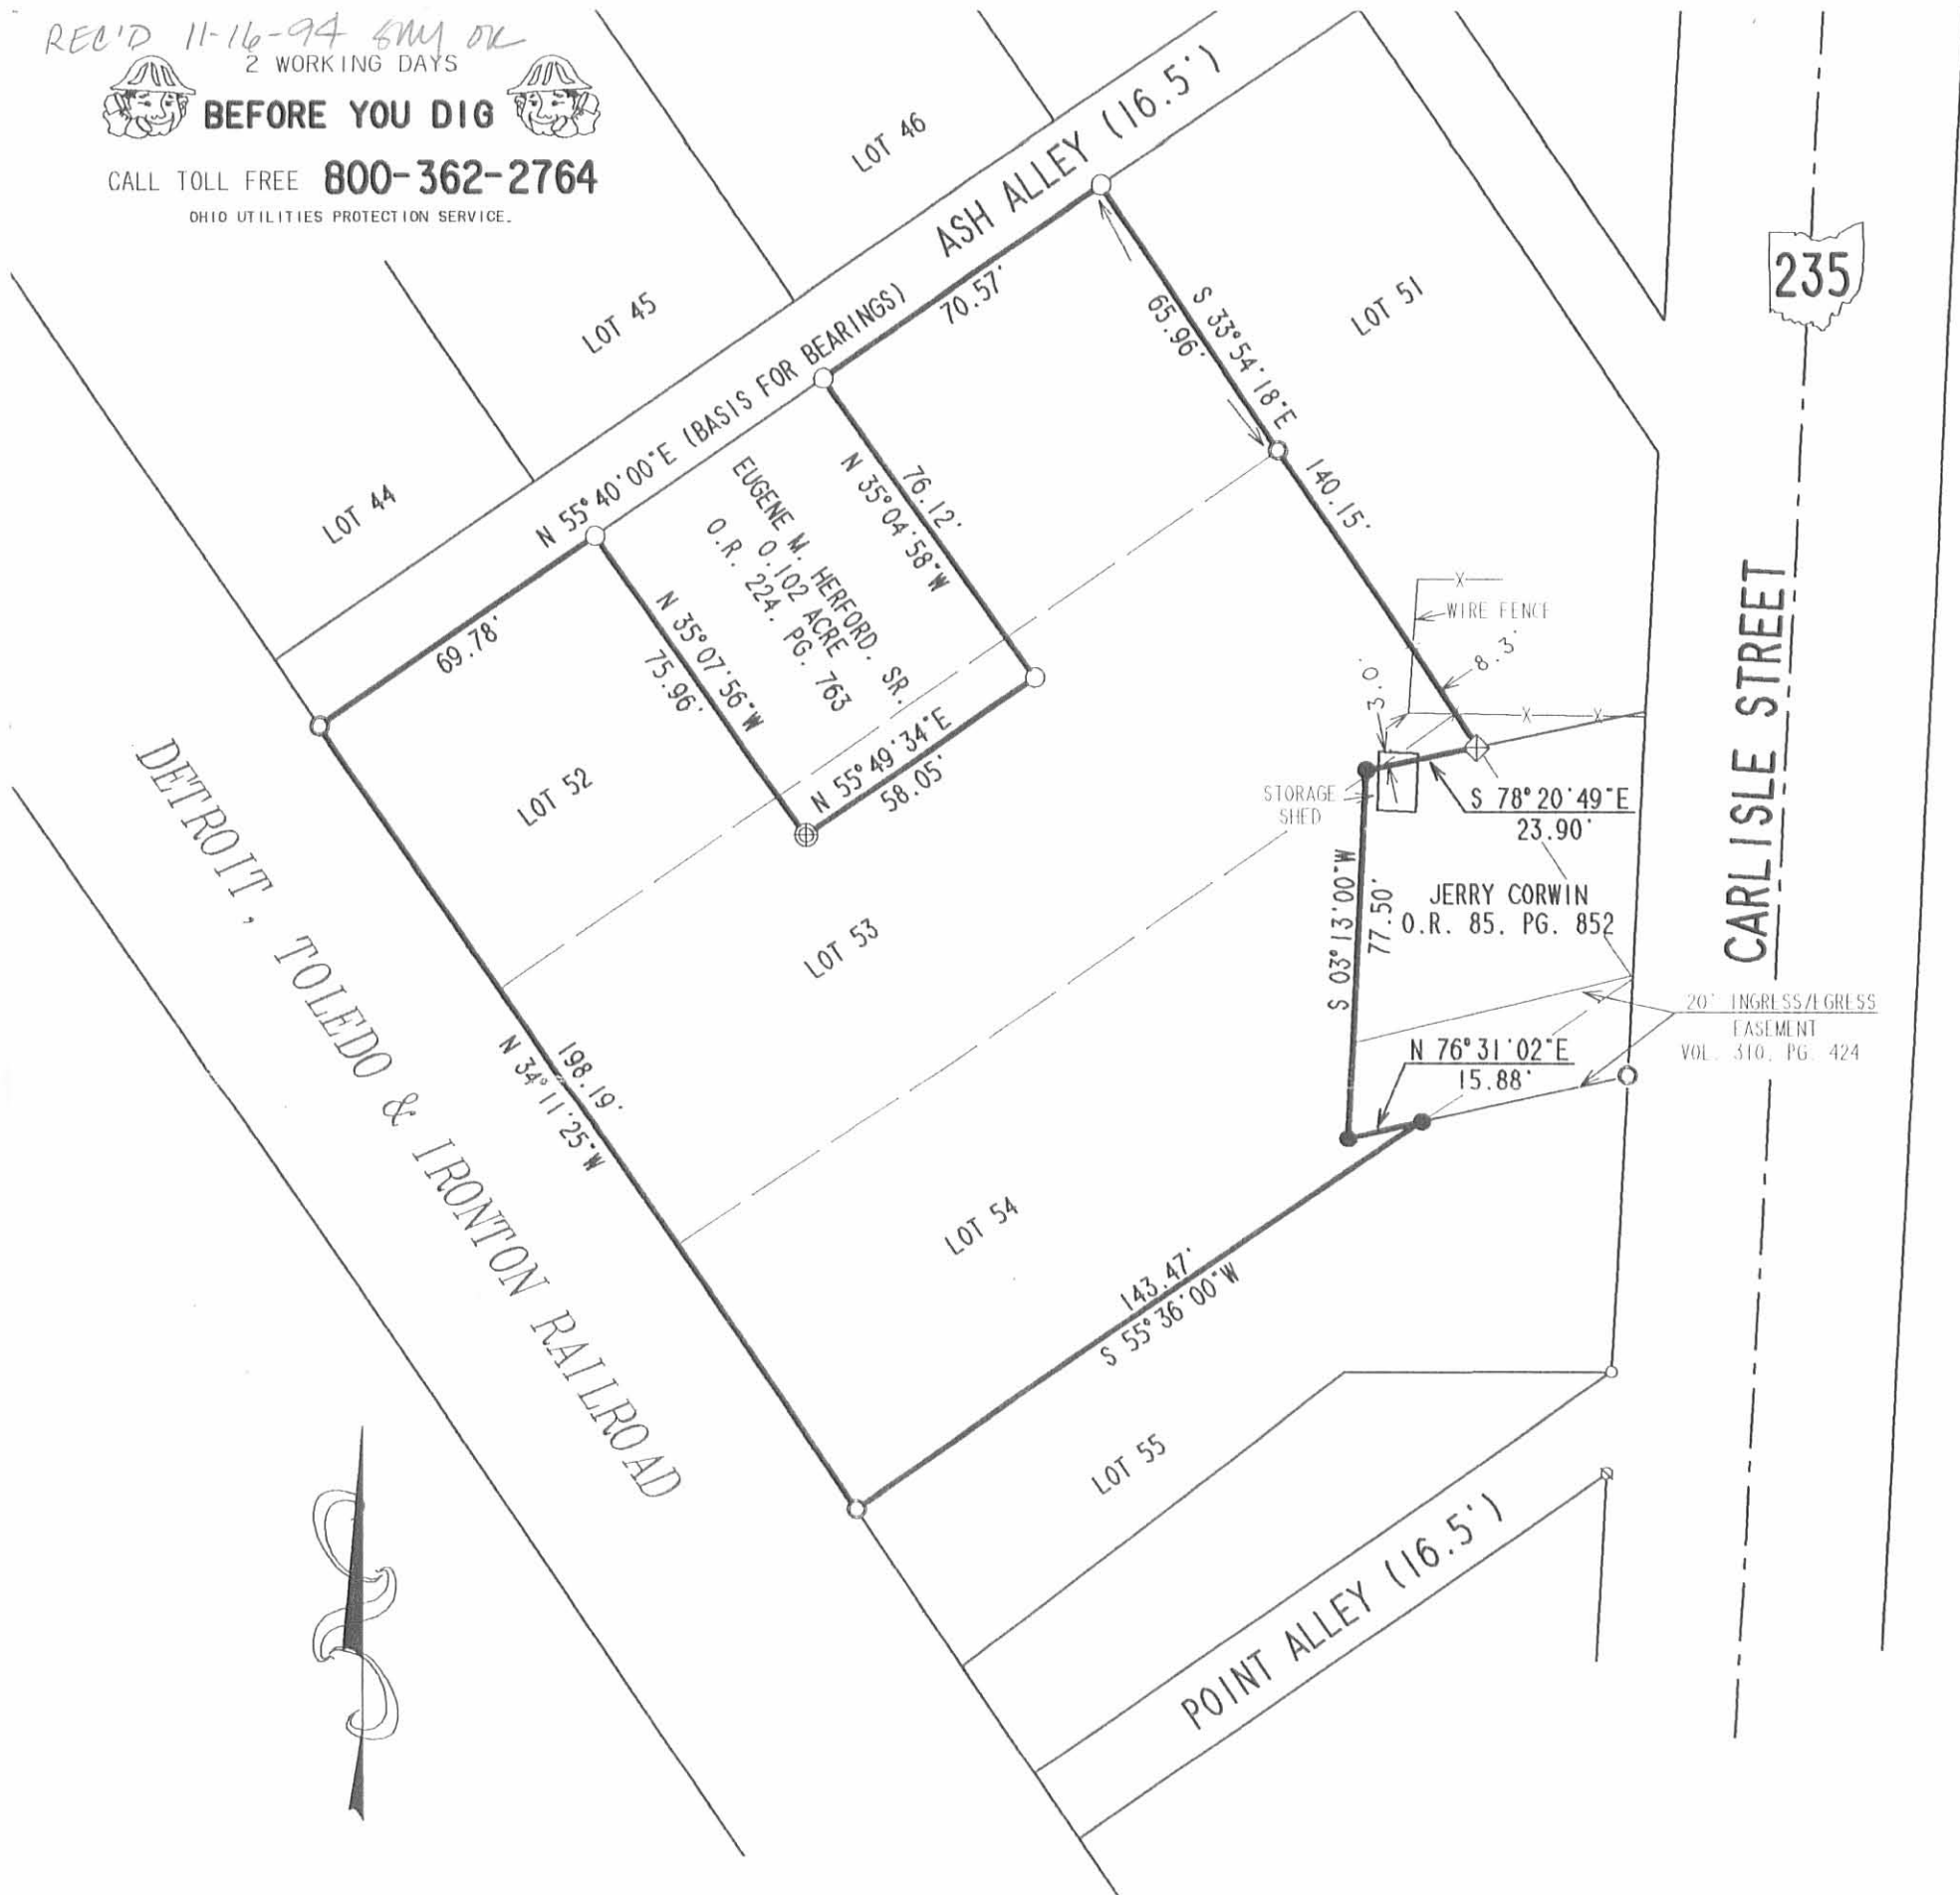 REC'D 11-16-94 OK
2 WORKING DAYS
BEFORE YOU DIG
CALL TOLL FREE 800-362-2764
OHIO UTILITIES PROTECTION SERVICE.
LOT 46
ASH ALLEY (16.5')
LOT 45
LOT 44
N 55°40'00"E (BASIS FOR BEARINGS)
70.57'
S 33°54'18"E
65.96'
LOT 51
235
140.15'
76.12'
N 35°04'58"W
EUGENE M. HERFORD, SR.
0.102 ACRE
O.R. 224, PG. 763
69.78'
N 35°07'56"W
75.96'
N 55°49'34"E
58.05'
WIRE FENCE
8.3'
3.0'
STORAGE
SHED
S 78°20'49"E
23.90'
CARLISLE STREET
LOT 52
LOT 53
S 03°13'00"W
77.50'
JERRY CORWIN
O.R. 85, PG. 852
20' INGRESS/EGRESS
EASEMENT
VOL. 310, PG. 424
N 76°31'02"E
15.88'
DETROIT, TOLEDO & IRONTON RAILROAD
198.19'
N 34°11'25"W
LOT 54
143.47'
S 55°36'00"W
LOT 55
POINT ALLEY (16.5')